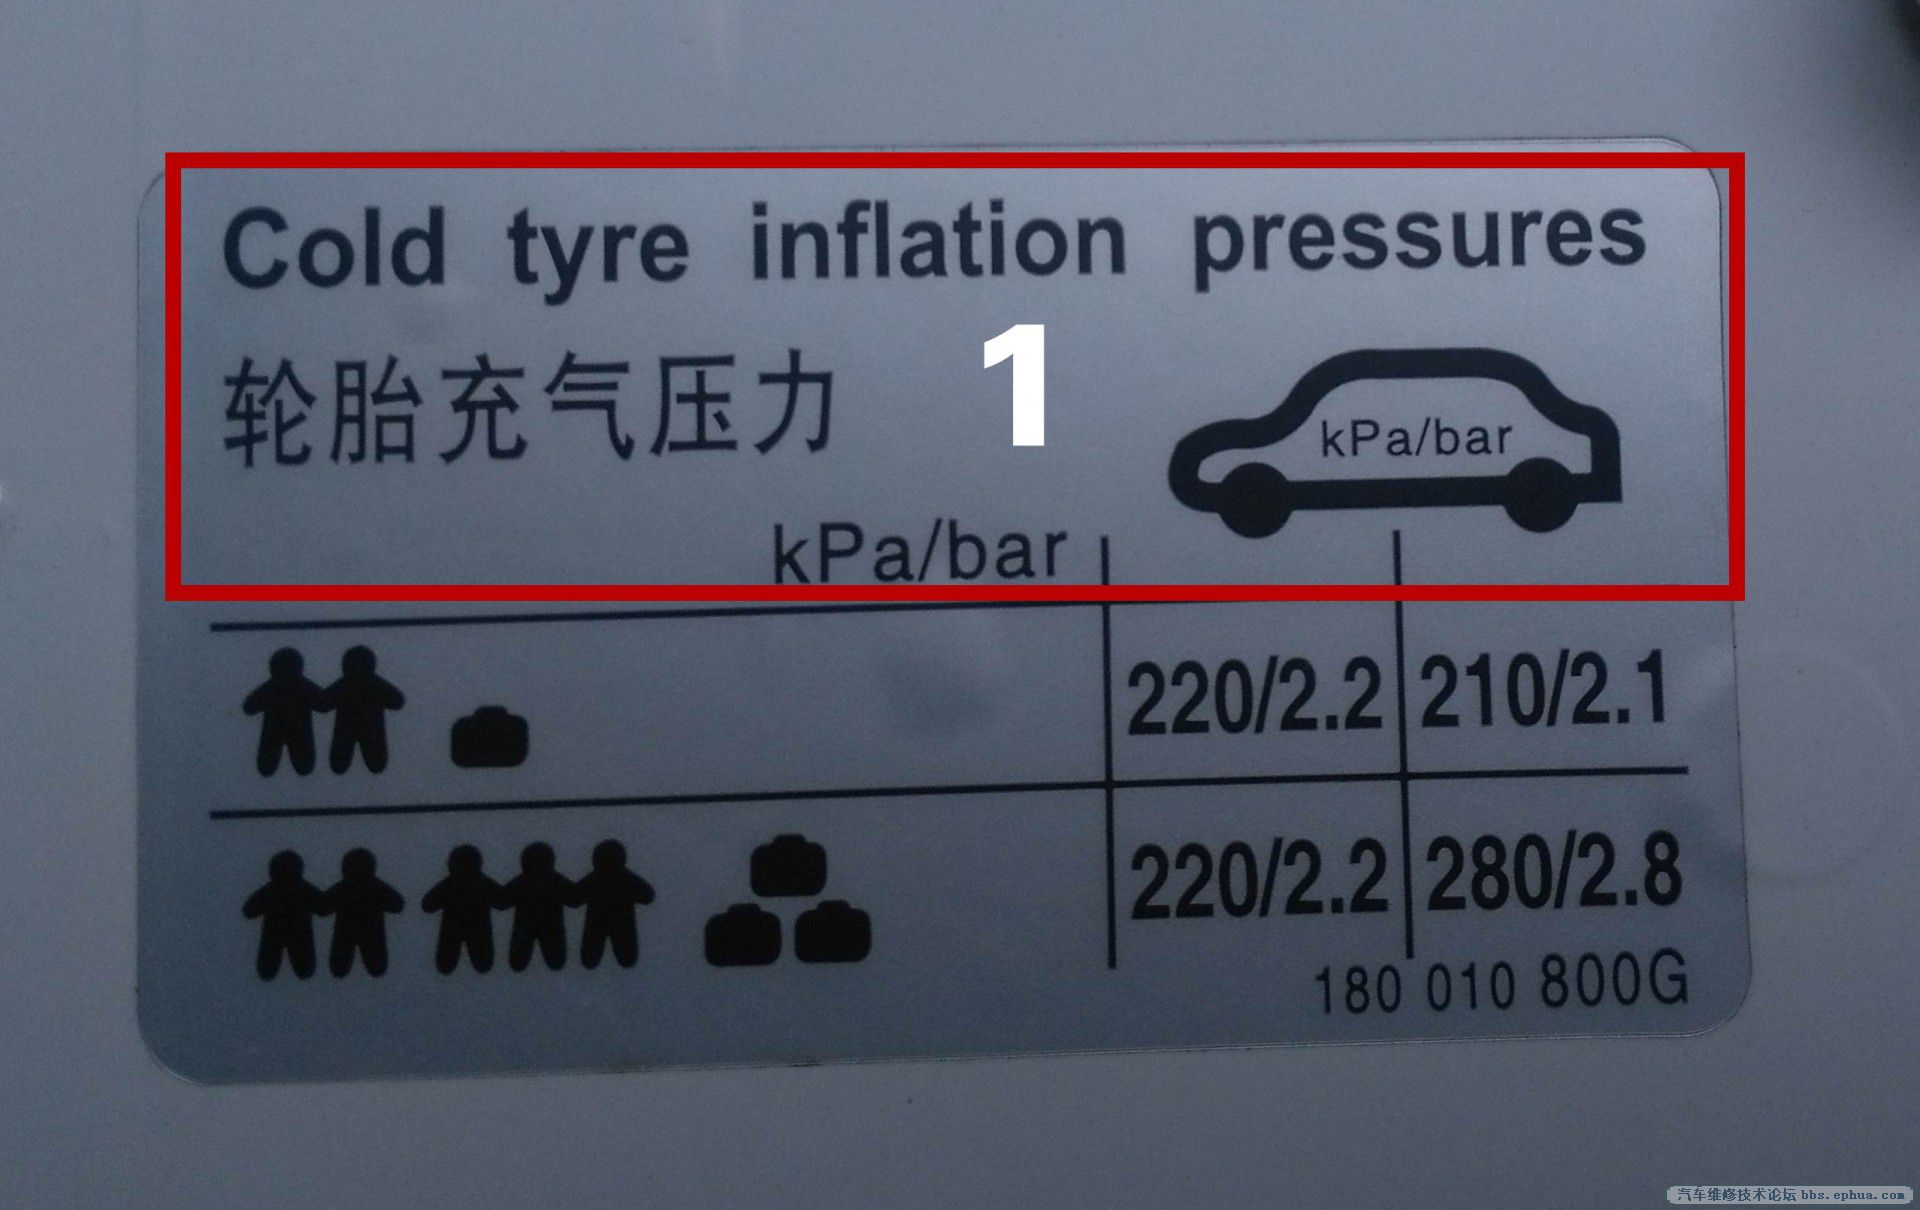 Cold tyre inflation pressures
轮胎充气压力
1
kPa/bar
kPa/bar
220/2.2 210/2.1
220/2.2 280/2.8
180 010 800G
汽车维修技术论坛 bbs.ephua.com